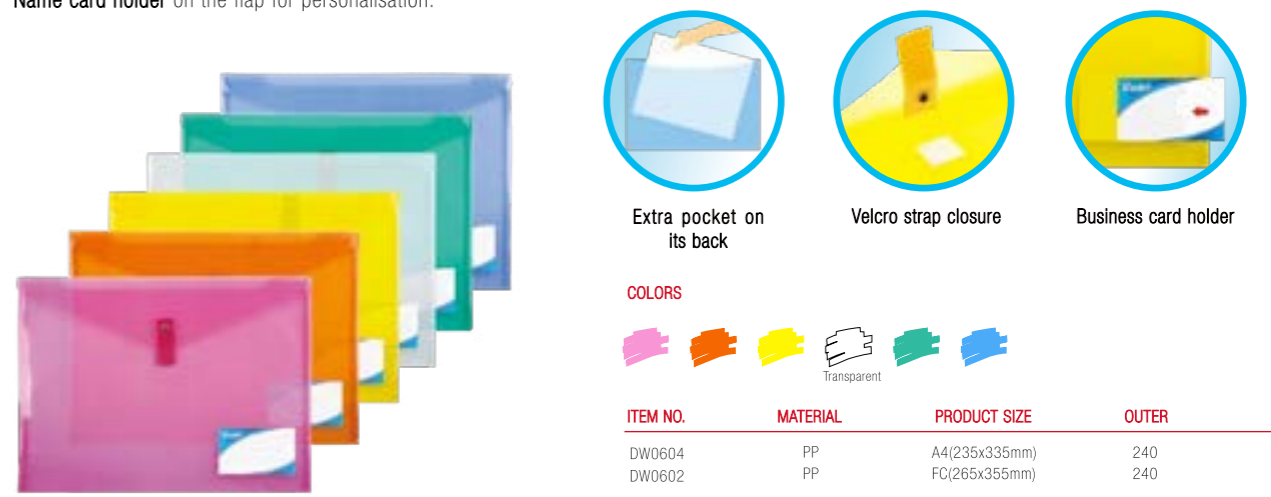 Name card holder on the flap for personalisation.
Extra pocket on
its back
Velcro strap closure
Business card holder
COLORS
Transparent
ITEM NO. MATERIAL PRODUCT SIZE OUTER
DW0604 PP A4(235x335mm) 240
DW0602 PP FC(265x355mm) 240